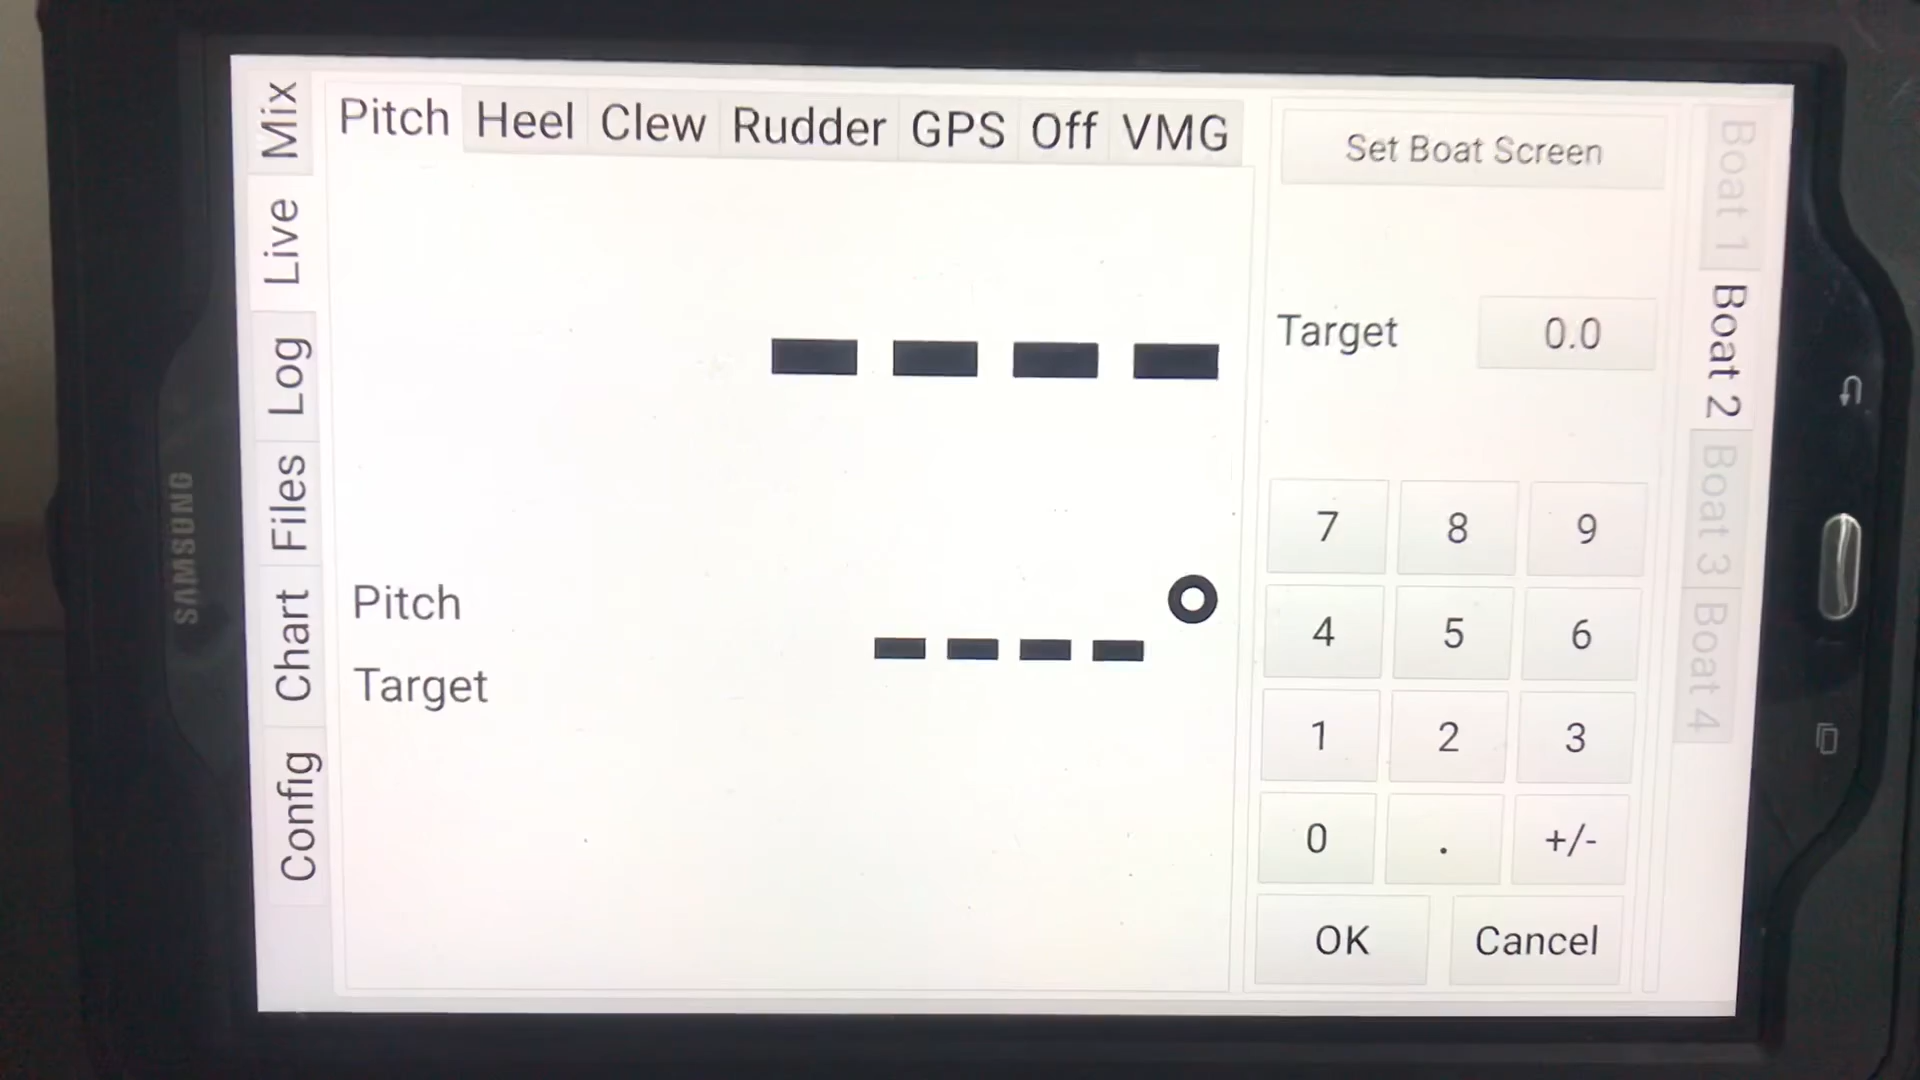 SAMSUNG
Mix
Live
Log
Files
Chart
Config
Pitch Heel Clew Rudder GPS Off VMG
Set Boat Screen
Target 0.0
- - - -
Pitch
- - - - °
Target
7 8 9
4 5 6
1 2 3
0 . +/-
OK Cancel
Boat 1
Boat 2
Boat 3
Boat 4